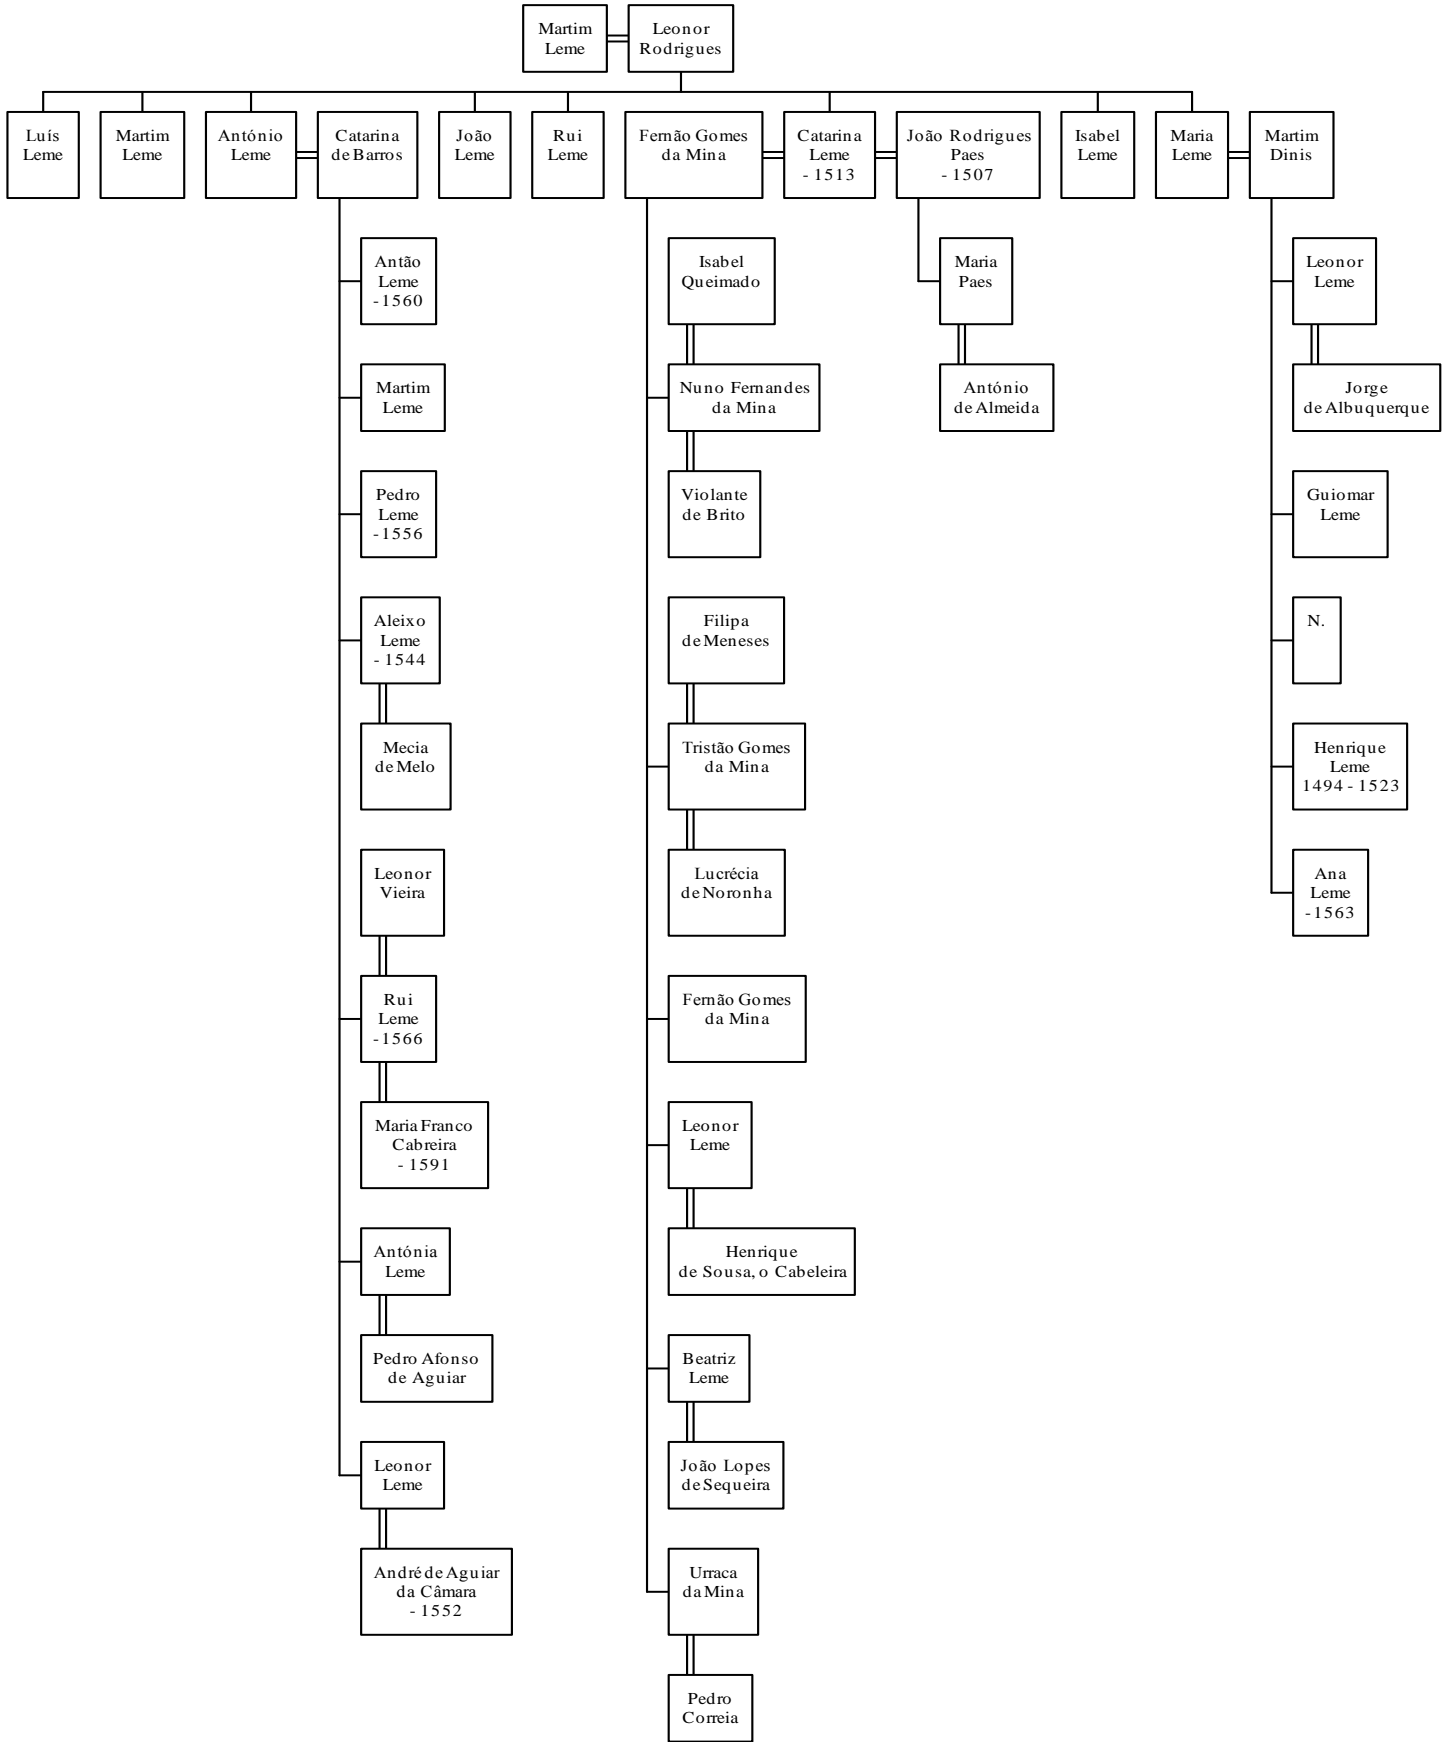 Martim
Leme
Leonor
Rodrigues
Luís
Leme
Martim
Leme
António
Leme
Catarina
de Barros
João
Leme
Rui
Leme
Fernão Gomes
da Mina
Catarina
Leme
- 1513
João Rodrigues
Paes
- 1507
Isabel
Leme
Maria
Leme
Martim
Dinis
Antão
Leme
- 1560
Martim
Leme
Pedro
Leme
- 1556
Aleixo
Leme
- 1544
Mecia
de Melo
Leonor
Vieira
Rui
Leme
- 1566
Maria Franco
Cabreira
- 1591
Antónia
Leme
Pedro Afonso
de Aguiar
Leonor
Leme
André de Aguiar
da Câmara
- 1552
Isabel
Queimado
Nuno Fernandes
da Mina
Violante
de Brito
Filipa
de Meneses
Tristão Gomes
da Mina
Lucrécia
de Noronha
Fernão Gomes
da Mina
Leonor
Leme
Henrique
de Sousa, o Cabeleira
Beatriz
Leme
João Lopes
de Sequeira
Urraca
da Mina
Pedro
Correia
Maria
Paes
António
de Almeida
Leonor
Leme
Jorge
de Albuquerque
Guiomar
Leme
N.
Henrique
Leme
1494 - 1523
Ana
Leme
- 1563